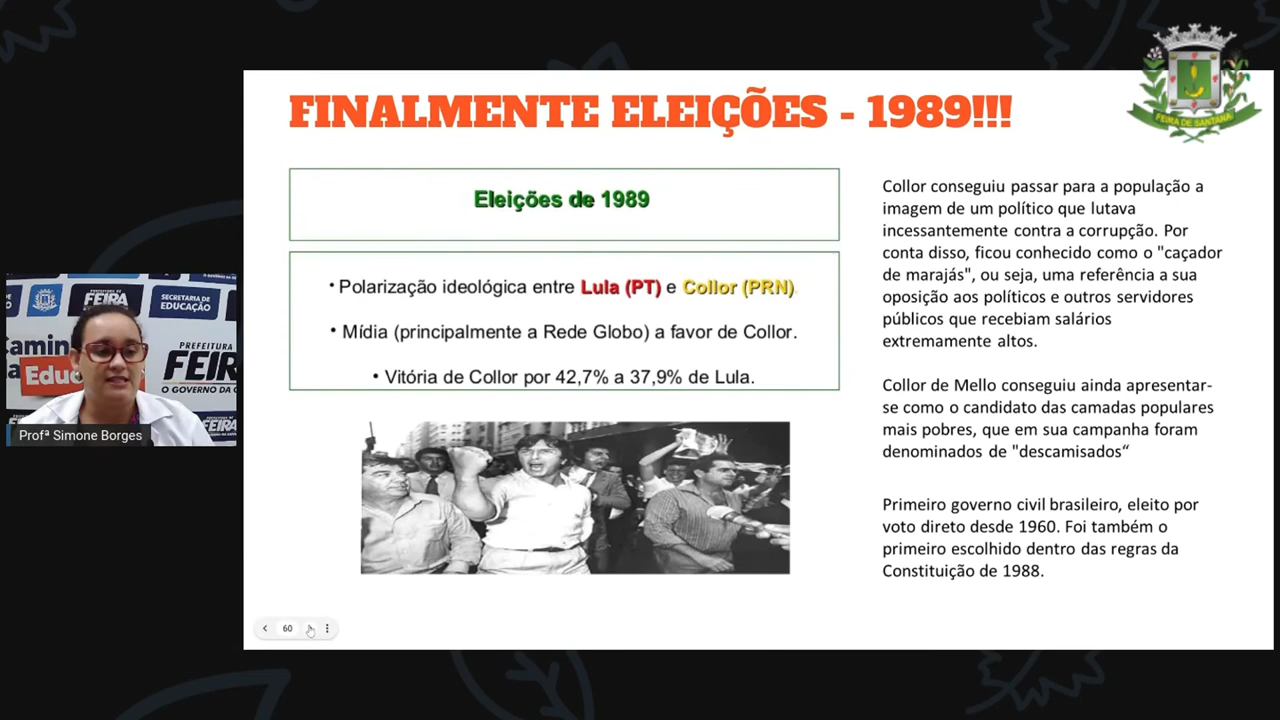 FINALMENTE ELEIÇÕES - 1989!!!
FEIRA DE SANTANA
Eleições de 1989
• Polarização ideológica entre Lula (PT) e Collor (PRN)
• Mídia (principalmente a Rede Globo) a favor de Collor.
• Vitória de Collor por 42,7% a 37,9% de Lula.
Collor conseguiu passar para a população a
imagem de um político que lutava
incessantemente contra a corrupção. Por
conta disso, ficou conhecido como o "caçador
de marajás", ou seja, uma referência a sua
oposição aos políticos e outros servidores
públicos que recebiam salários
extremamente altos.
Collor de Mello conseguiu ainda apresentar-
se como o candidato das camadas populares
mais pobres, que em sua campanha foram
denominados de "descamisados“
Primeiro governo civil brasileiro, eleito por
voto direto desde 1960. Foi também o
primeiro escolhido dentro das regras da
Constituição de 1988.
60
FEIRA
SECRETARIA DE
EDUCAÇÃO
PREFEITURA
FEIR
O GOVERNO DA
Camin
Educ
FEIRA
Profª Simone Borges